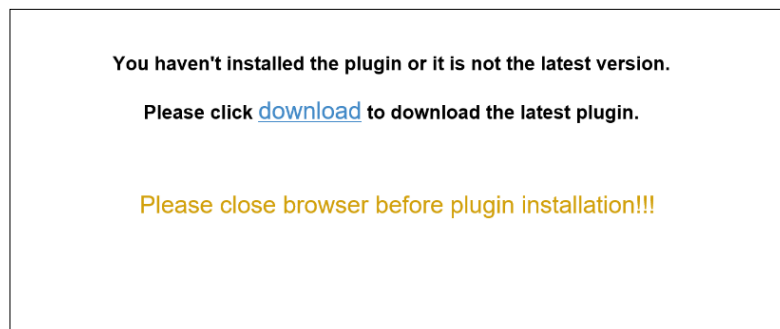 You haven't installed the plugin or it is not the latest version.
Please click download to download the latest plugin.
Please close browser before plugin installation!!!